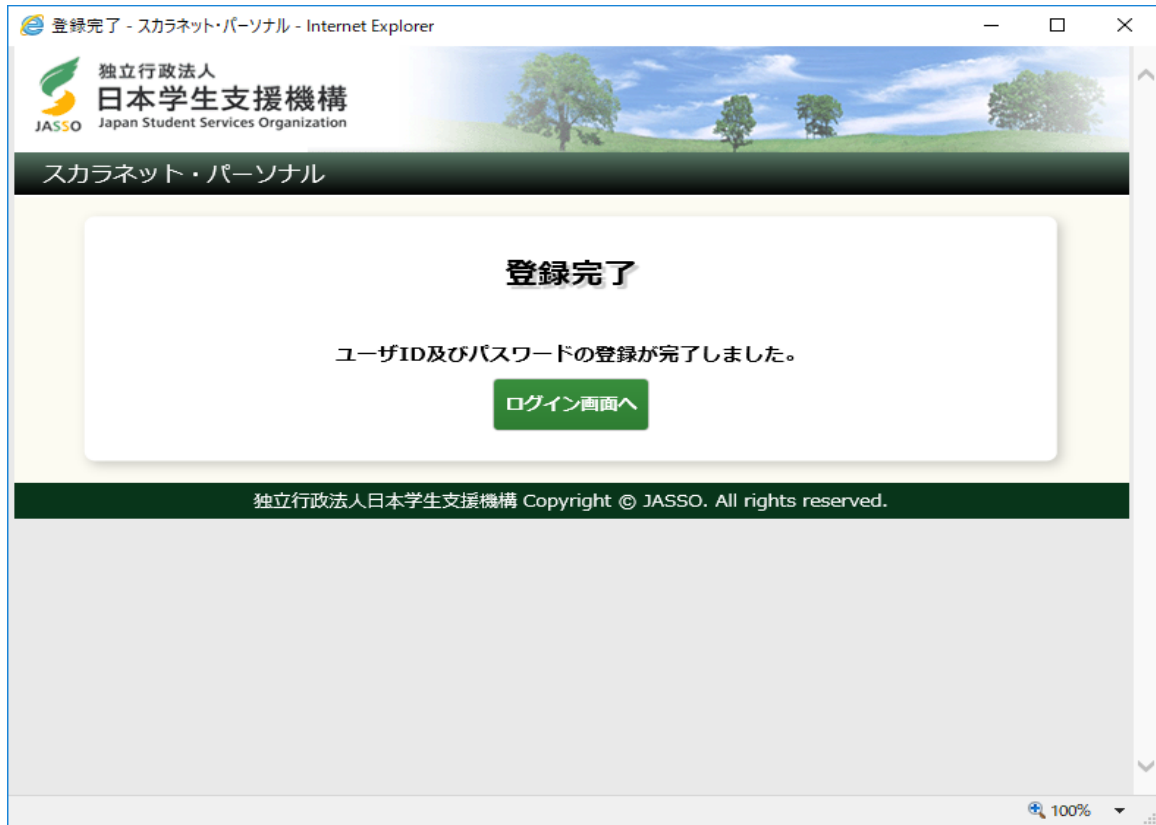 登録完了 - スカラネット・パーソナル - Internet Explorer
独立行政法人
日本学生支援機構
JASSO Japan Student Services Organization
スカラネット・パーソナル
登録完了
ユーザID及びパスワードの登録が完了しました。
ログイン画面へ
独立行政法人日本学生支援機構 Copyright © JASSO. All rights reserved.
100%